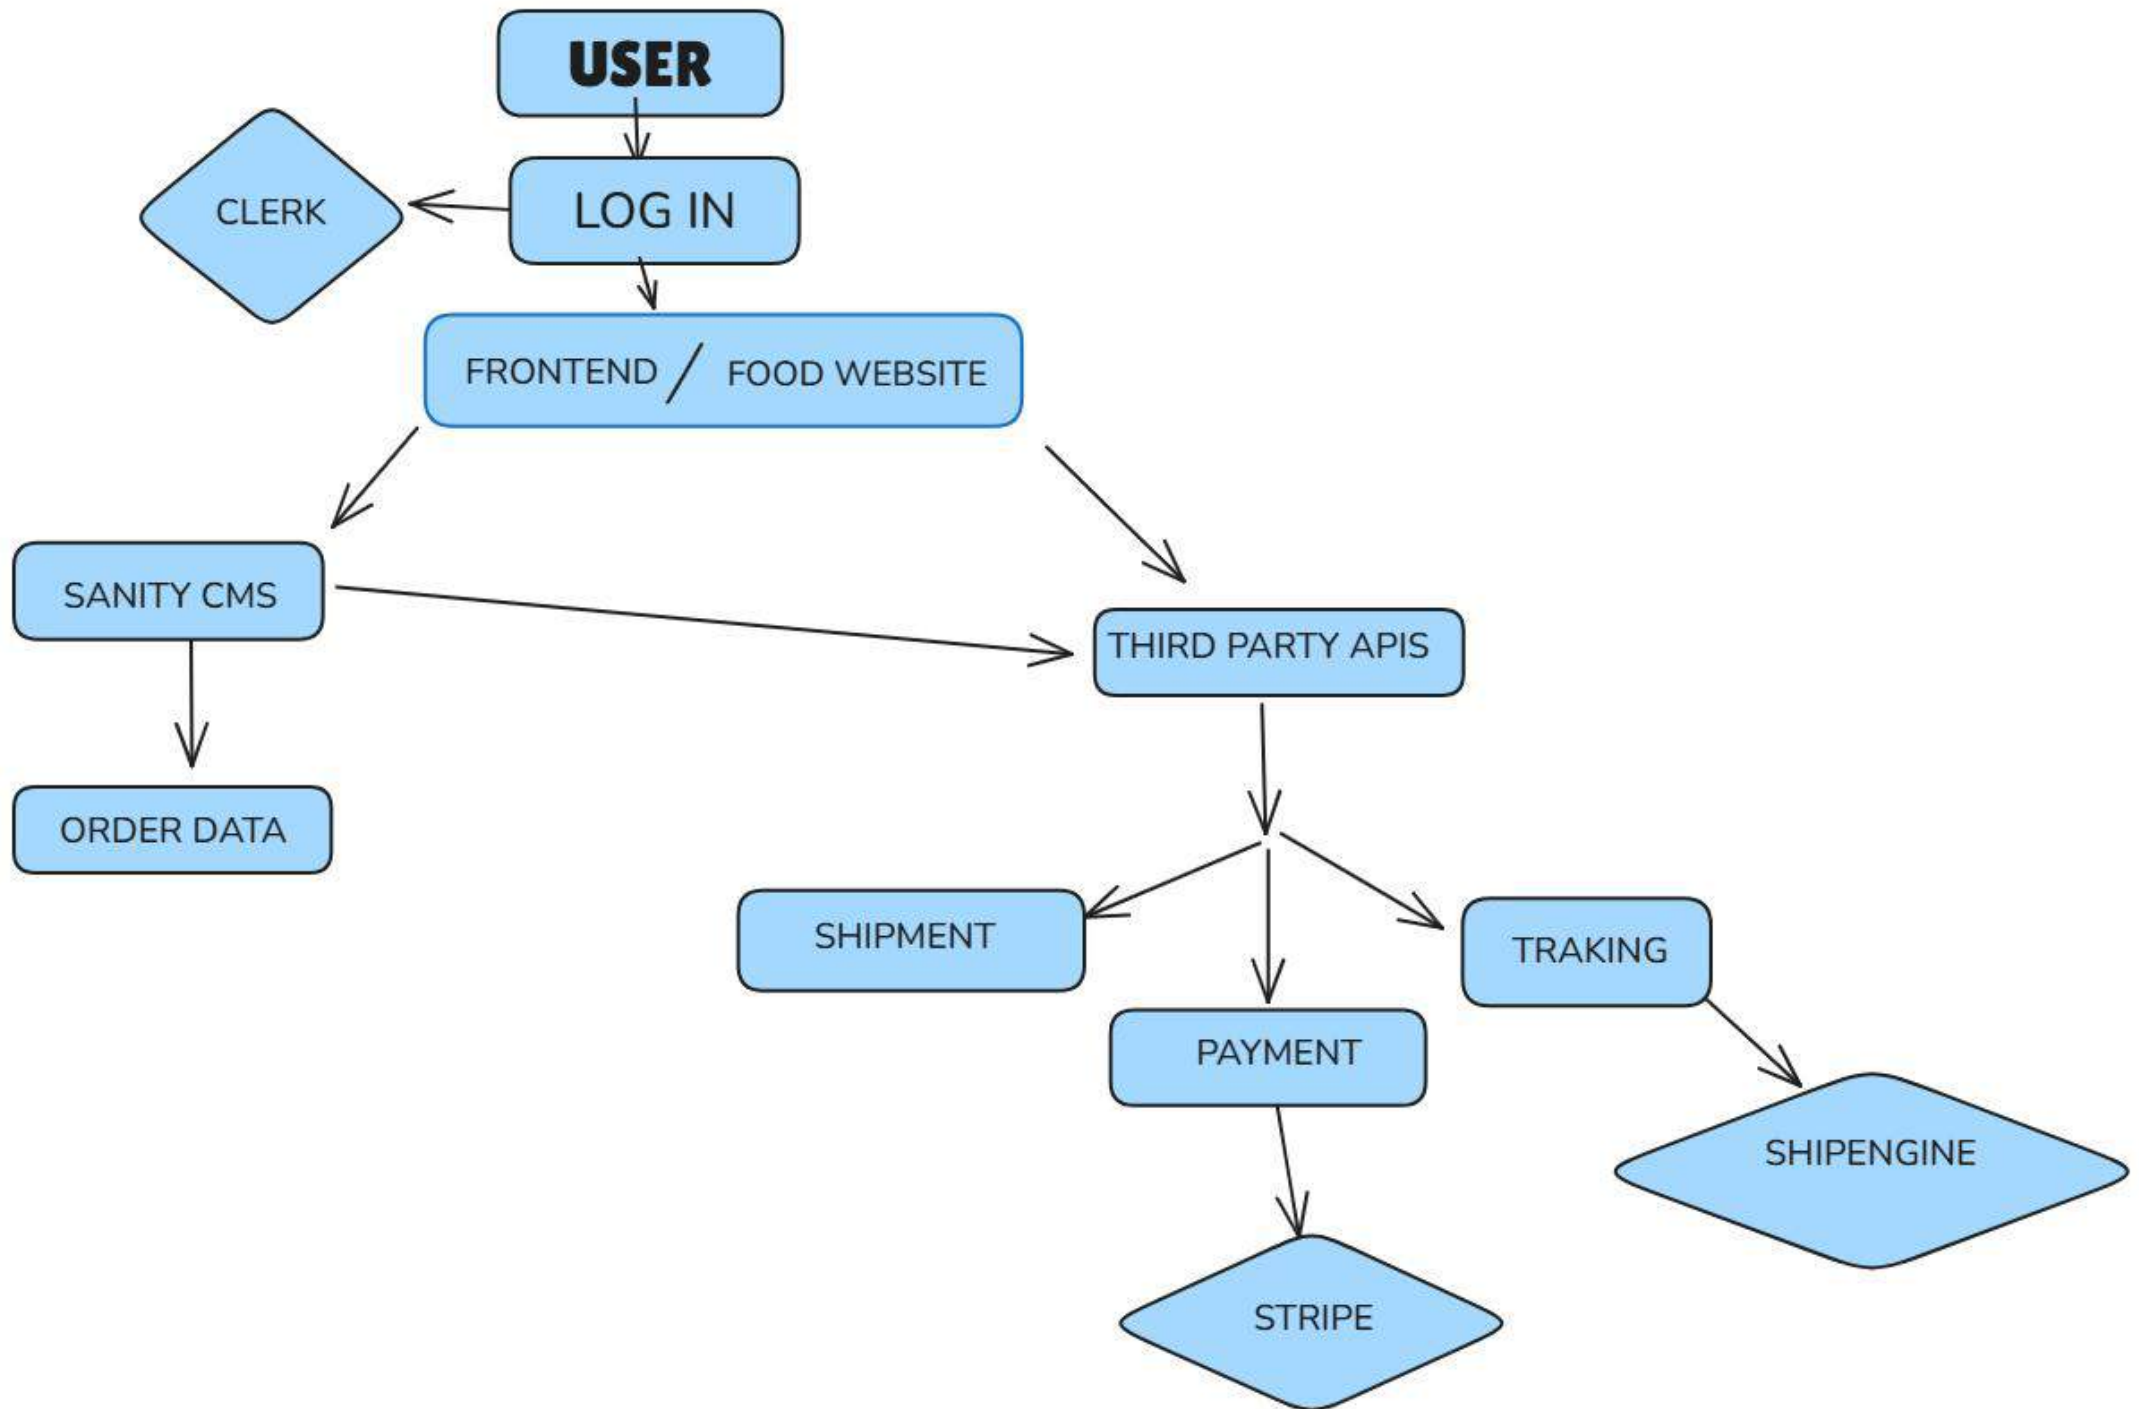 USER
CLERK
LOG IN
FRONTEND / FOOD WEBSITE
SANITY CMS
THIRD PARTY APIS
ORDER DATA
SHIPMENT
TRAKING
PAYMENT
SHIPENGINE
STRIPE